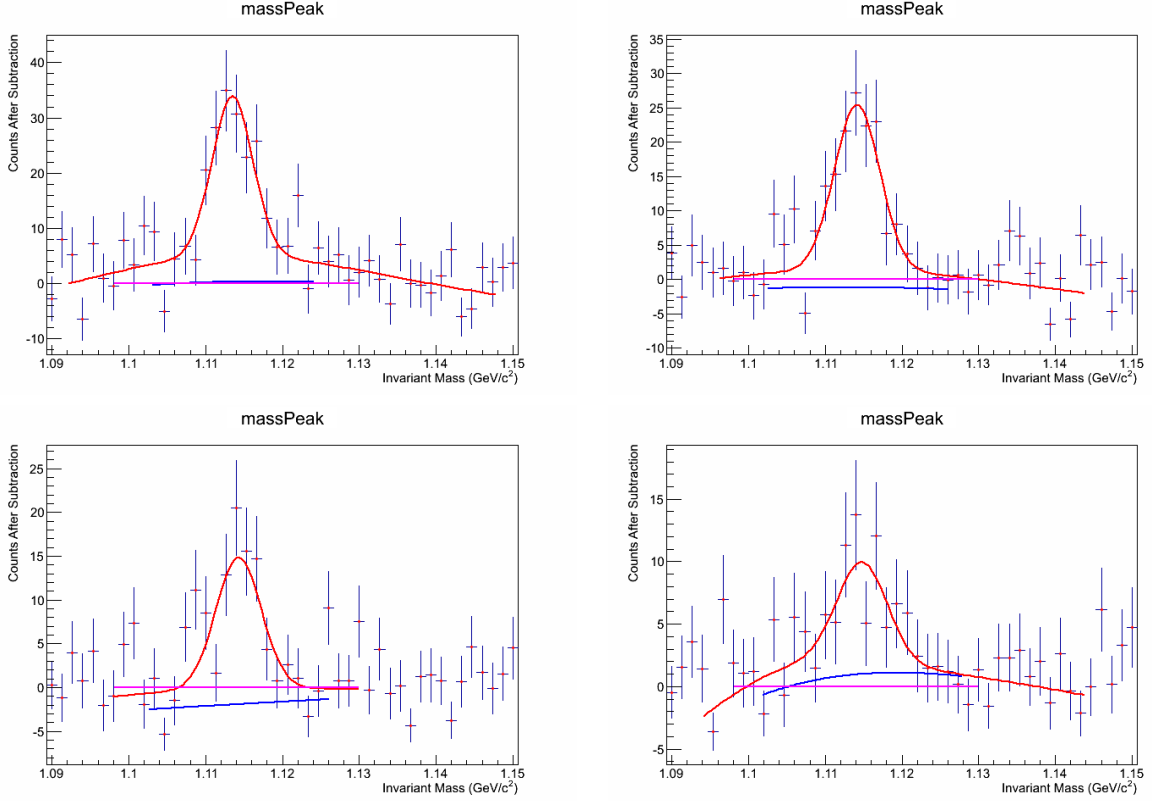 massPeak
Counts After Subtraction
40
30
20
10
0
-10
1.09 1.1 1.11 1.12 1.13 1.14 1.15
Invariant Mass (GeV/c²)
massPeak
Counts After Subtraction
35
30
25
20
15
10
5
0
-5
-10
1.09 1.1 1.11 1.12 1.13 1.14 1.15
Invariant Mass (GeV/c²)
massPeak
Counts After Subtraction
25
20
15
10
5
0
-5
1.09 1.1 1.11 1.12 1.13 1.14 1.15
Invariant Mass (GeV/c²)
massPeak
Counts After Subtraction
15
10
5
0
-5
1.09 1.1 1.11 1.12 1.13 1.14 1.15
Invariant Mass (GeV/c²)